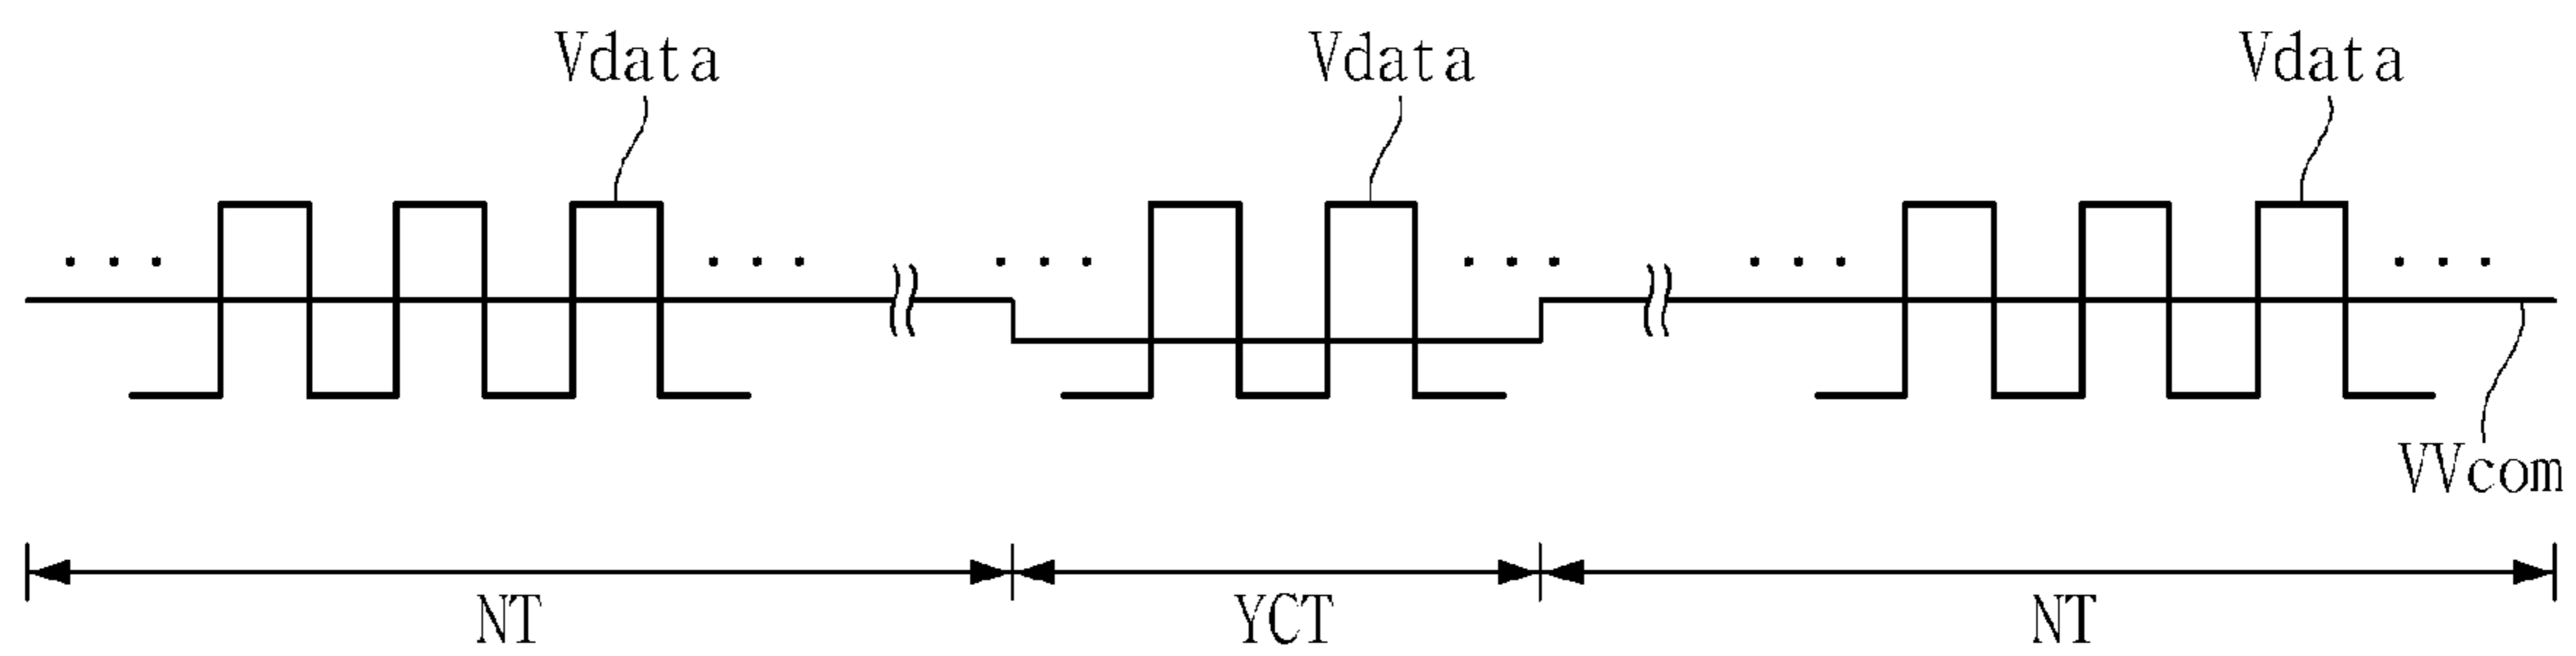 Vdata Vdata Vdata
. . . . . . . . . . . . . . . . . .
VVcom
NT YCT NT